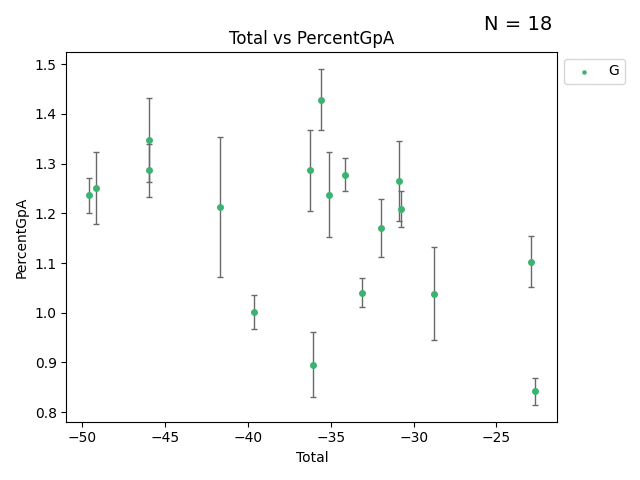 N = 18
Total vs PercentGpA
G
PercentGpA
1.5
1.4
1.3
1.2
1.1
1.0
0.9
0.8
−50 −45 −40 −35 −30 −25
Total